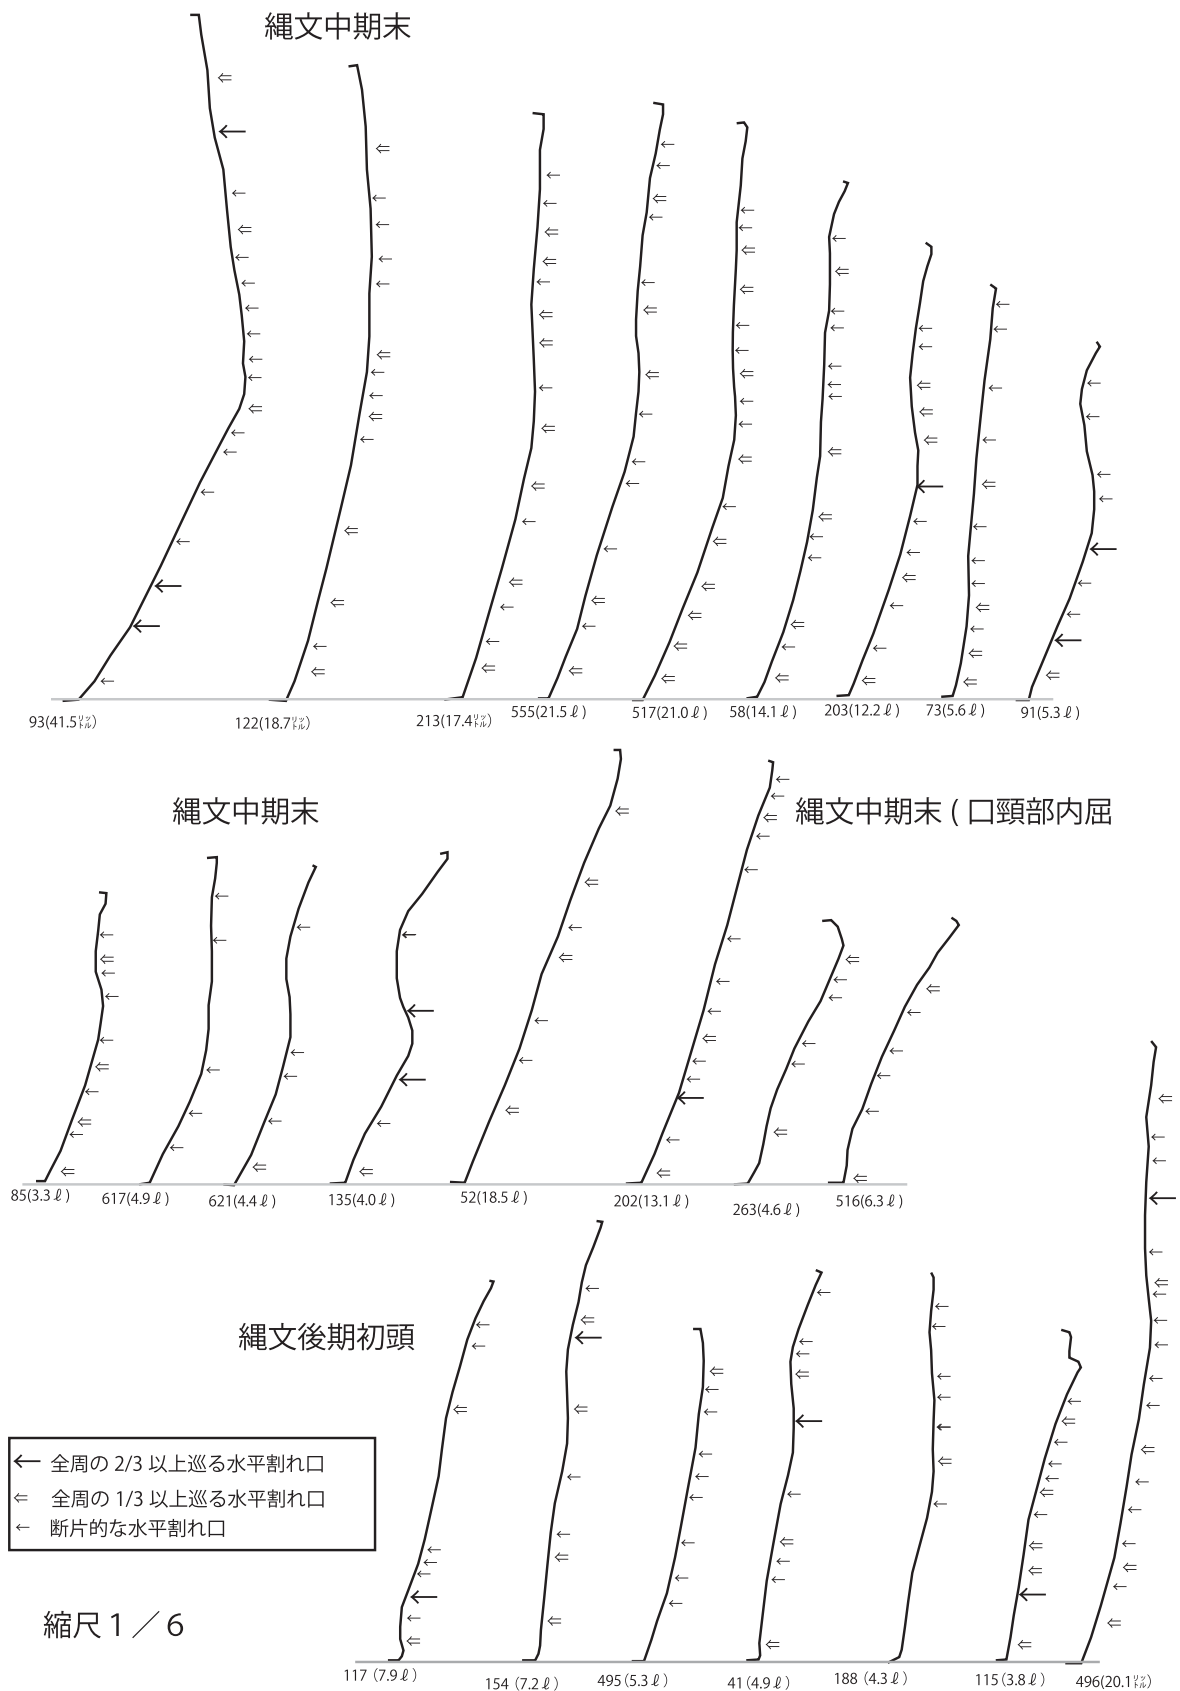 縄文中期末
93(41.5㍑)
122(18.7㍑)
213(17.4㍑)
555(21.5ℓ)
517(21.0ℓ)
58(14.1ℓ)
203(12.2ℓ)
73(5.6ℓ)
91(5.3ℓ)
縄文中期末
縄文中期末(口頸部内屈
85(3.3ℓ)
617(4.9ℓ)
621(4.4ℓ)
135(4.0ℓ)
52(18.5ℓ)
202(13.1ℓ)
263(4.6ℓ)
516(6.3ℓ)
縄文後期初頭
全周の 2/3 以上巡る水平割れ口
全周の 1/3 以上巡る水平割れ口
断片的な水平割れ口
縮尺1／6
117(7.9ℓ)
154(7.2ℓ)
495(5.3ℓ)
41(4.9ℓ)
188(4.3ℓ)
115(3.8ℓ)
496(20.1㍑)